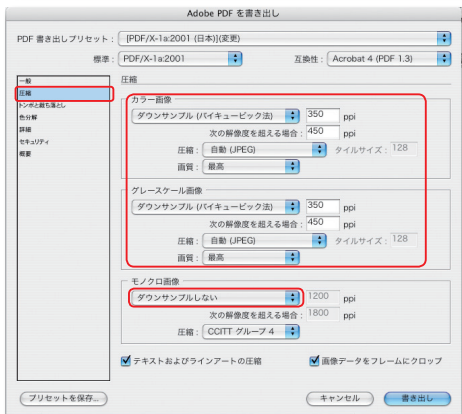 Adobe PDF を書き出し
PDF 書き出しプリセット： [PDF/X-1a:2001 (日本)](変更)
標準： PDF/X-1a:2001 互換性： Acrobat 4 (PDF 1.3)
一般
圧縮
トンボと裁ち落とし
色分解
詳細
セキュリティ
概要
圧縮
カラー画像
ダウンサンプル (バイキュービック法) 350 ppi
次の解像度を超える場合： 450 ppi
圧縮： 自動 (JPEG) タイルサイズ： 128
画質： 最高
グレースケール画像
ダウンサンプル (バイキュービック法) 350 ppi
次の解像度を超える場合： 450 ppi
圧縮： 自動 (JPEG) タイルサイズ： 128
画質： 最高
モノクロ画像
ダウンサンプルしない 1200 ppi
次の解像度を超える場合： 1800 ppi
圧縮： CCITT グループ 4
テキストおよびラインアートの圧縮 画像データをフレームにクロップ
プリセットを保存... キャンセル 書き出し